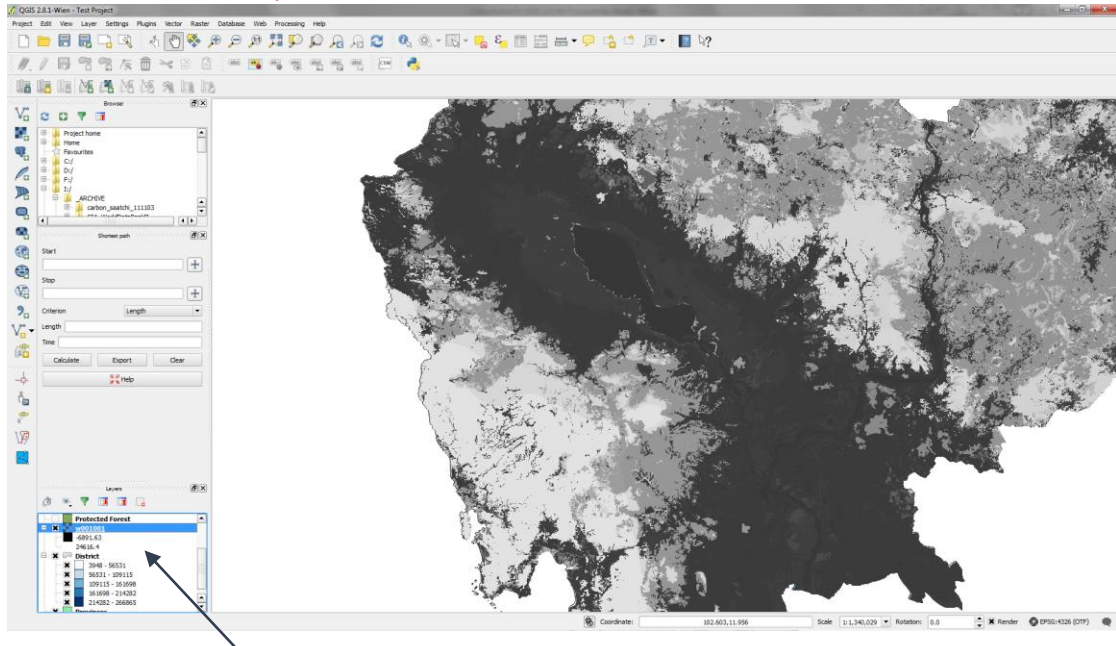 QGIS 2.8.1-Wien - Test Project
Project Edit View Layer Settings Plugins Vector Raster Database Web Processing Help
CSW
Browser
Project home
Home
Favourites
C:/
D:/
F:/
I:/
_ARCHIVE
carbon_saatchi_111103
Shortest path
Start
Stop
Criterion Length
Length
Time
Calculate Export Clear
Help
Layers
Protected Forest
w001001
-6891.63
24616.4
District
3948 - 56531
56531 - 109115
109115 - 161698
161698 - 214282
214282 - 266865
Provinces
Coordinate: 102.603,11.956 Scale 1:1,340,029 Rotation: 0.0 Render EPSG:4326 (OTF)